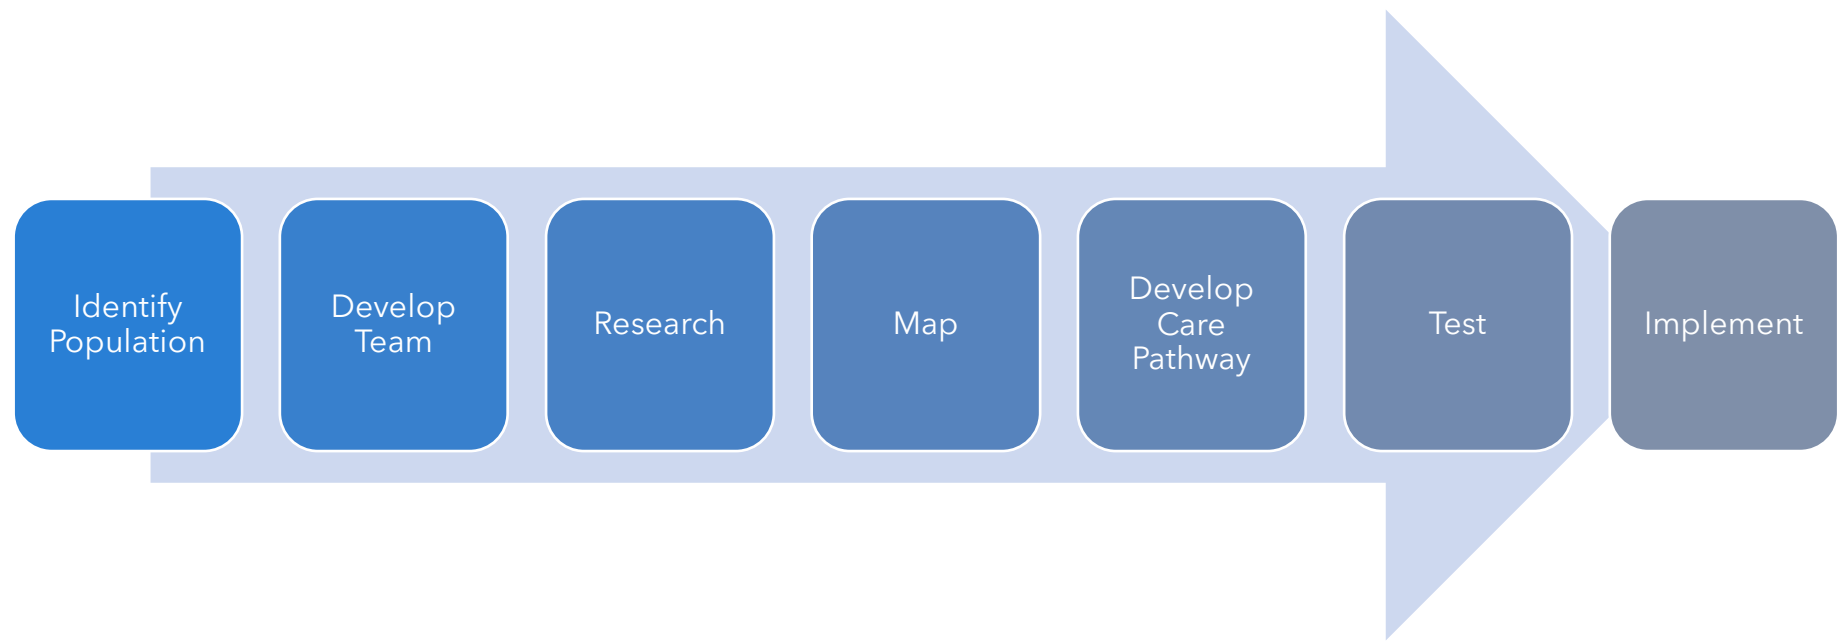 Identify
Population
Develop
Team
Research
Map
Develop
Care
Pathway
Test
Implement